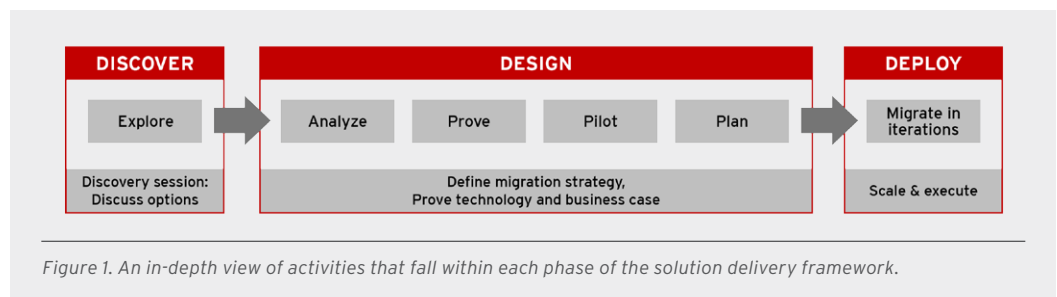 DISCOVER
Explore
Discovery session:
Discuss options
DESIGN
Analyze
Prove
Pilot
Plan
Define migration strategy,
Prove technology and business case
DEPLOY
Migrate in
iterations
Scale & execute
Figure 1. An in-depth view of activities that fall within each phase of the solution delivery framework.